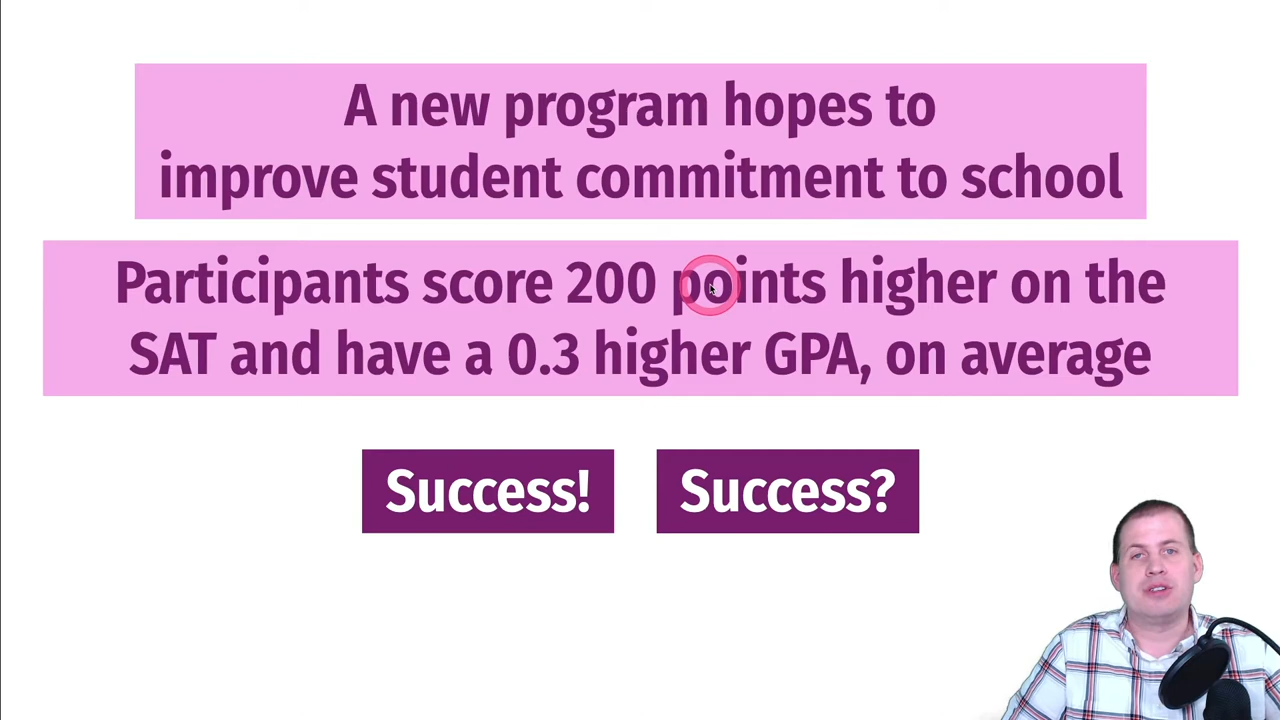 A new program hopes to
improve student commitment to school
Participants score 200 points higher on the
SAT and have a 0.3 higher GPA, on average
Success!
Success?